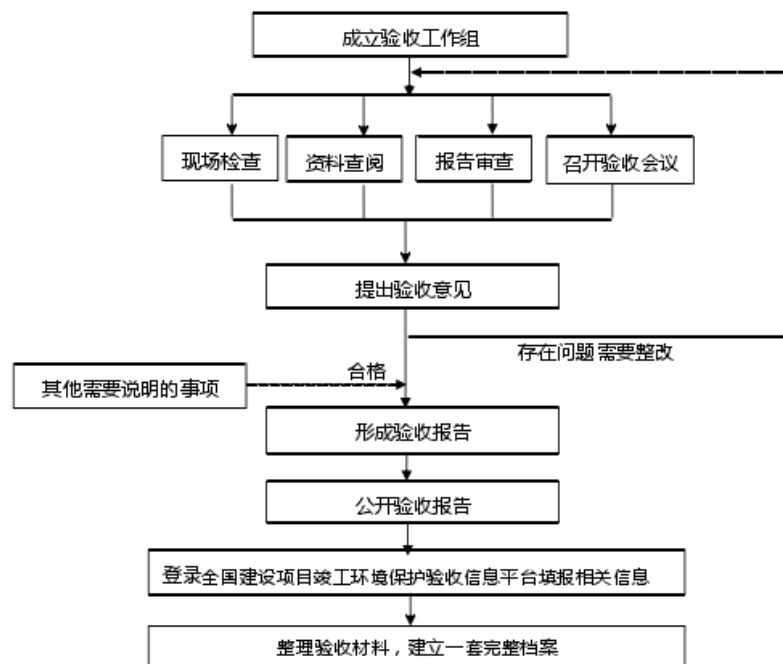 成立验收工作组
现场检查
资料查阅
报告审查
召开验收会议
提出验收意见
存在问题需要整改
合格
其他需要说明的事项
形成验收报告
公开验收报告
登录全国建设项目竣工环境保护验收信息平台填报相关信息
整理验收材料，建立一套完整档案